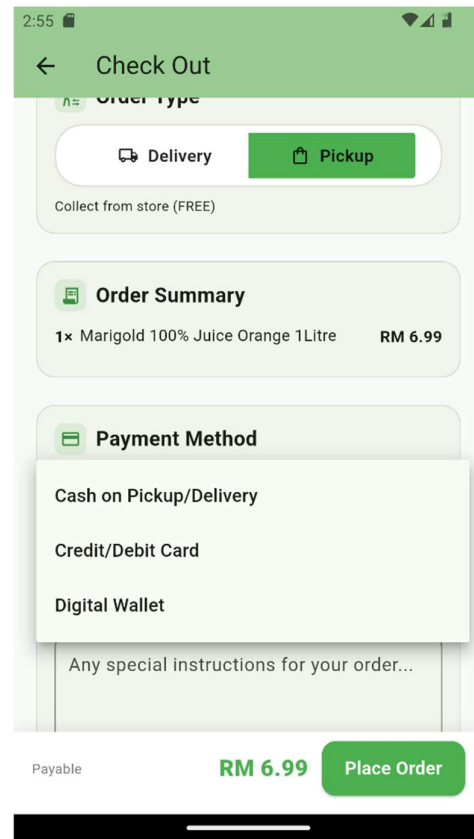 2:55
Check Out
Order Type
Delivery
Pickup
Collect from store (FREE)
Order Summary
1× Marigold 100% Juice Orange 1Litre RM 6.99
Payment Method
Cash on Pickup/Delivery
Credit/Debit Card
Digital Wallet
Any special instructions for your order...
Payable RM 6.99 Place Order